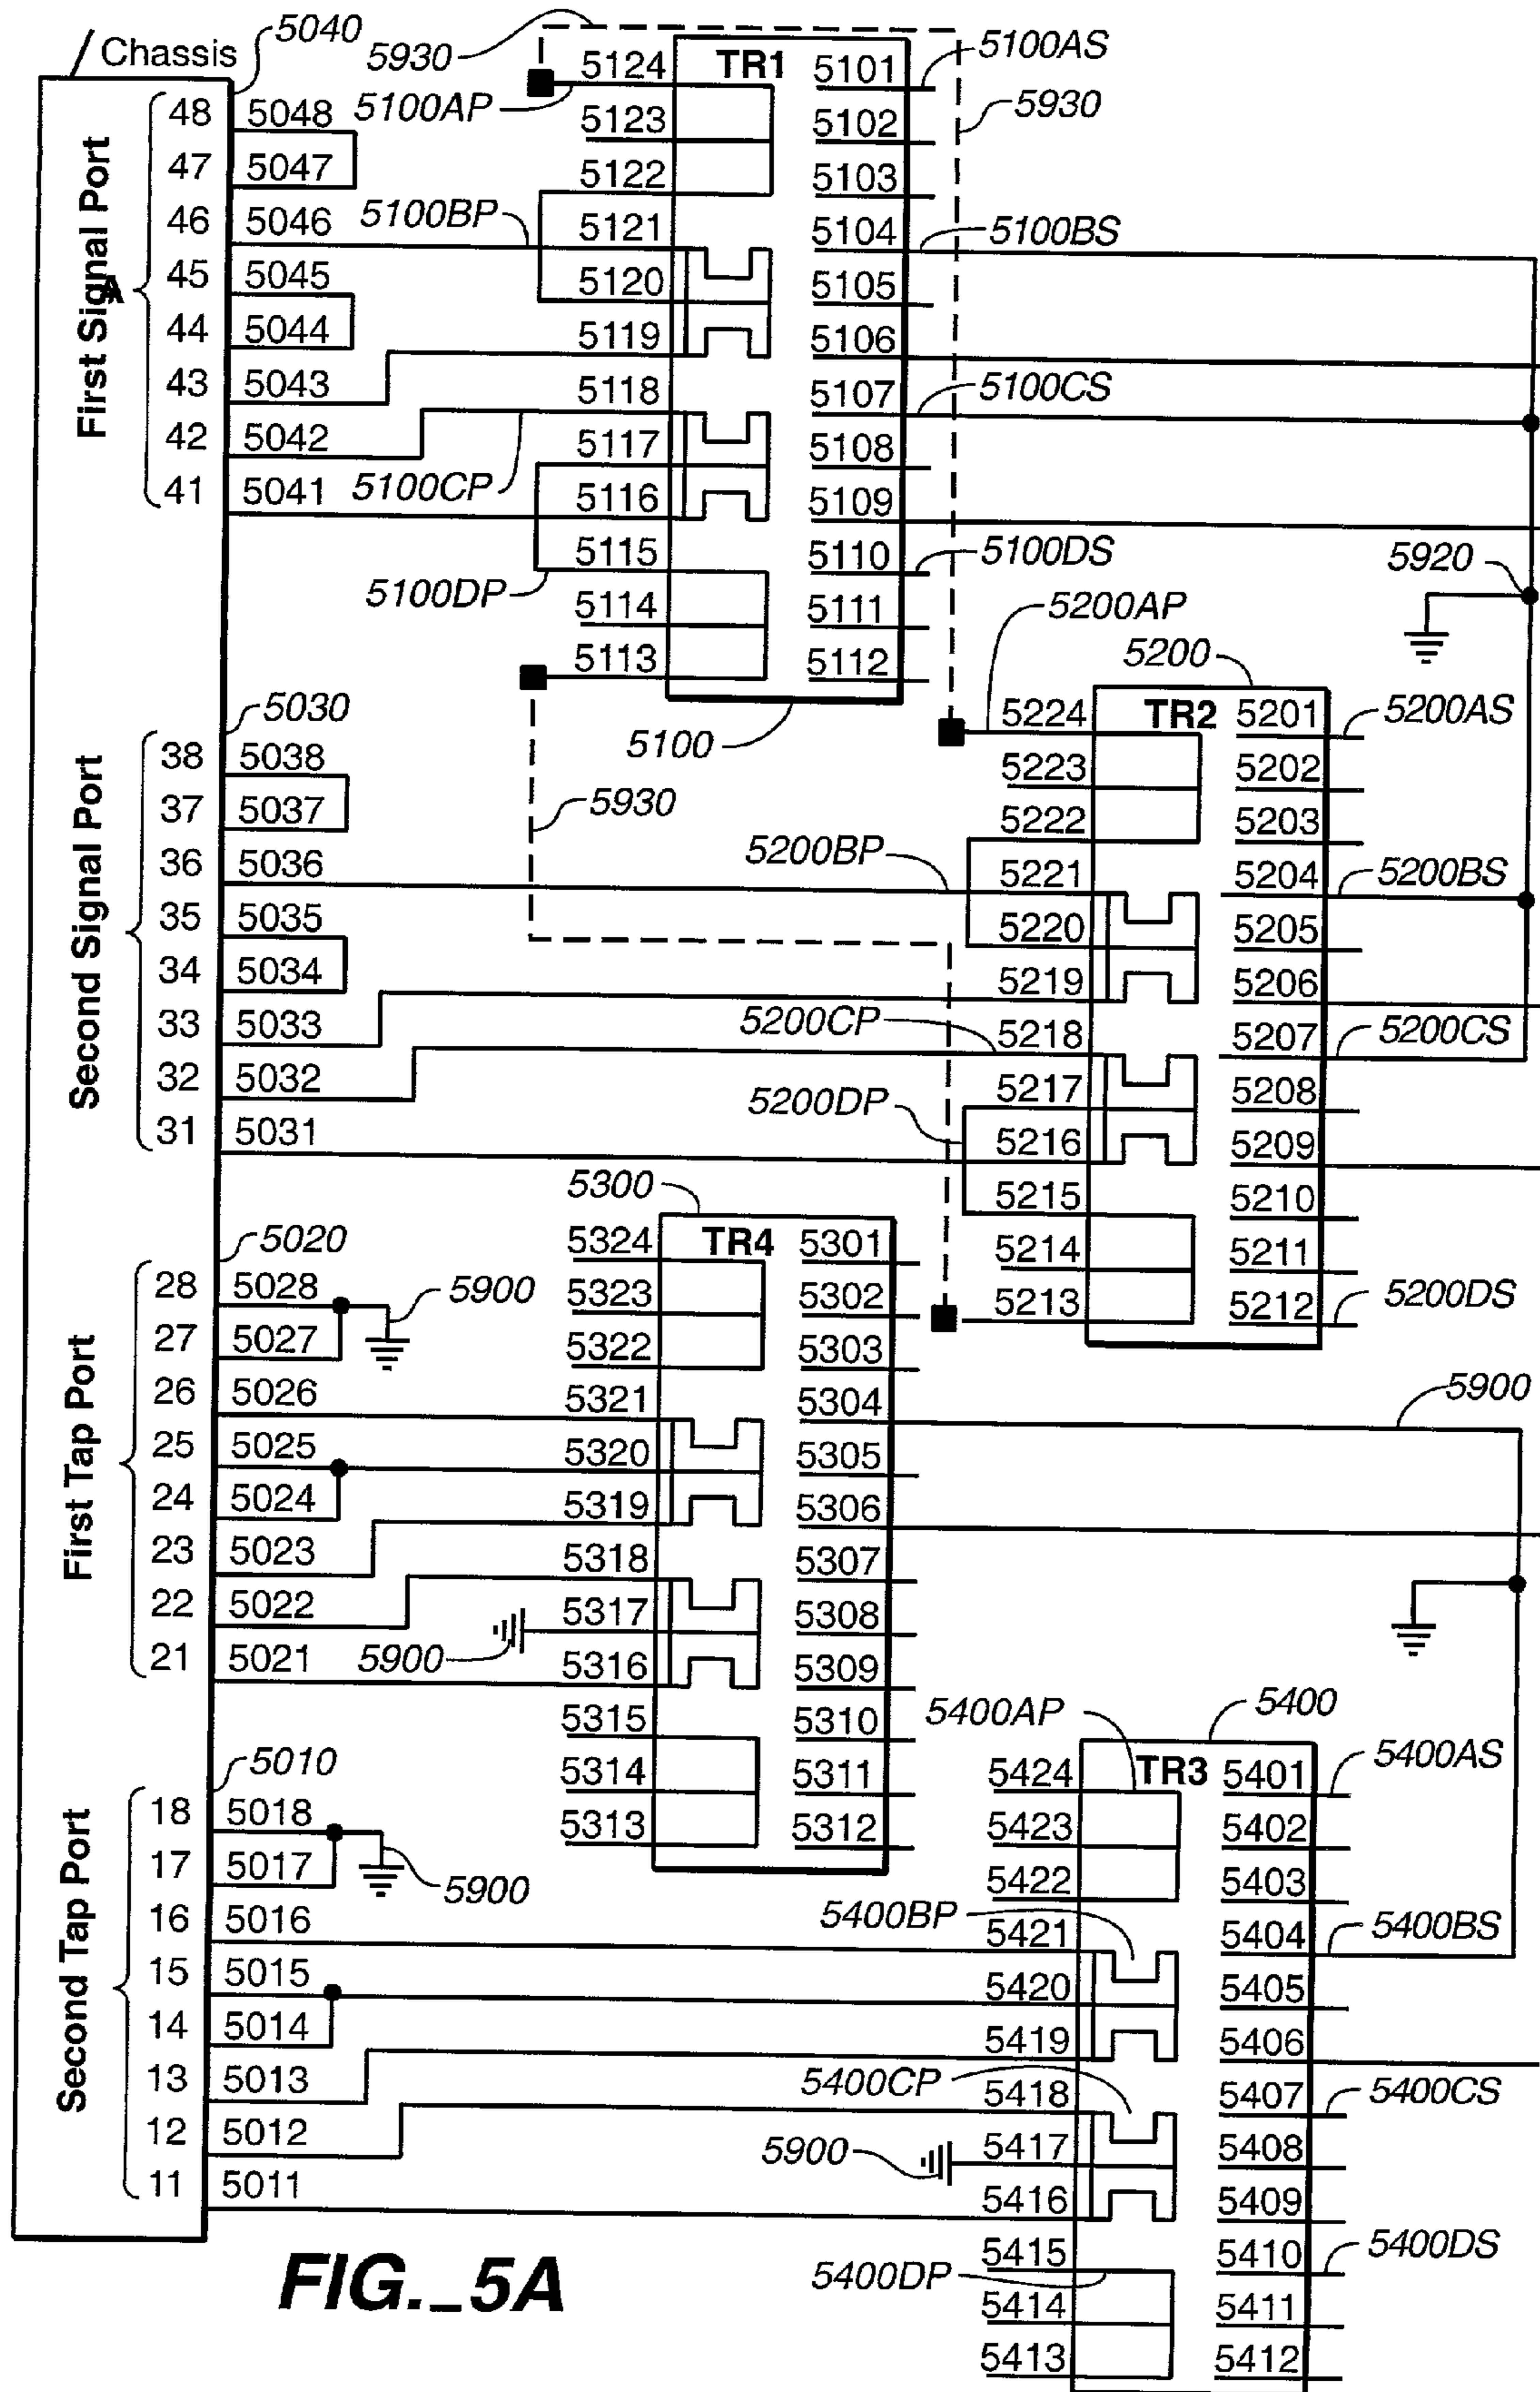 Chassis
5040
First Signal Port
A
48 5048
47 5047
46 5046
45 5045
44 5044
43 5043
42 5042
41 5041
5030
Second Signal Port
38 5038
37 5037
36 5036
35 5035
34 5034
33 5033
32 5032
31 5031
5020
First Tap Port
28 5028
27 5027
26 5026
25 5025
24 5024
23 5023
22 5022
21 5021
5900
5900
5010
Second Tap Port
18 5018
17 5017
16 5016
15 5015
14 5014
13 5013
12 5012
11 5011
5900
5930
5930
5930
TR1
5124 5101
5123 5102
5122 5103
5121 5104
5120 5105
5119 5106
5118 5107
5117 5108
5116 5109
5115 5110
5114 5111
5113 5112
5100AP
5100BP
5100CP
5100DP
5100AS
5100BS
5100CS
5100DS
5100
5920
5200AP
5200
TR2
5224 5201
5223 5202
5222 5203
5221 5204
5220 5205
5219 5206
5218 5207
5217 5208
5216 5209
5215 5210
5214 5211
5213 5212
5200BP
5200CP
5200DP
5200AS
5200BS
5200CS
5200DS
5300
TR4
5324 5301
5323 5302
5322 5303
5321 5304
5320 5305
5319 5306
5318 5307
5317 5308
5316 5309
5315 5310
5314 5311
5313 5312
5900
5400
TR3
5424 5401
5423 5402
5422 5403
5421 5404
5420 5405
5419 5406
5418 5407
5417 5408
5416 5409
5415 5410
5414 5411
5413 5412
5400AP
5400BP
5400CP
5900
5400DP
5400AS
5400BS
5400CS
5400DS
FIG._5A